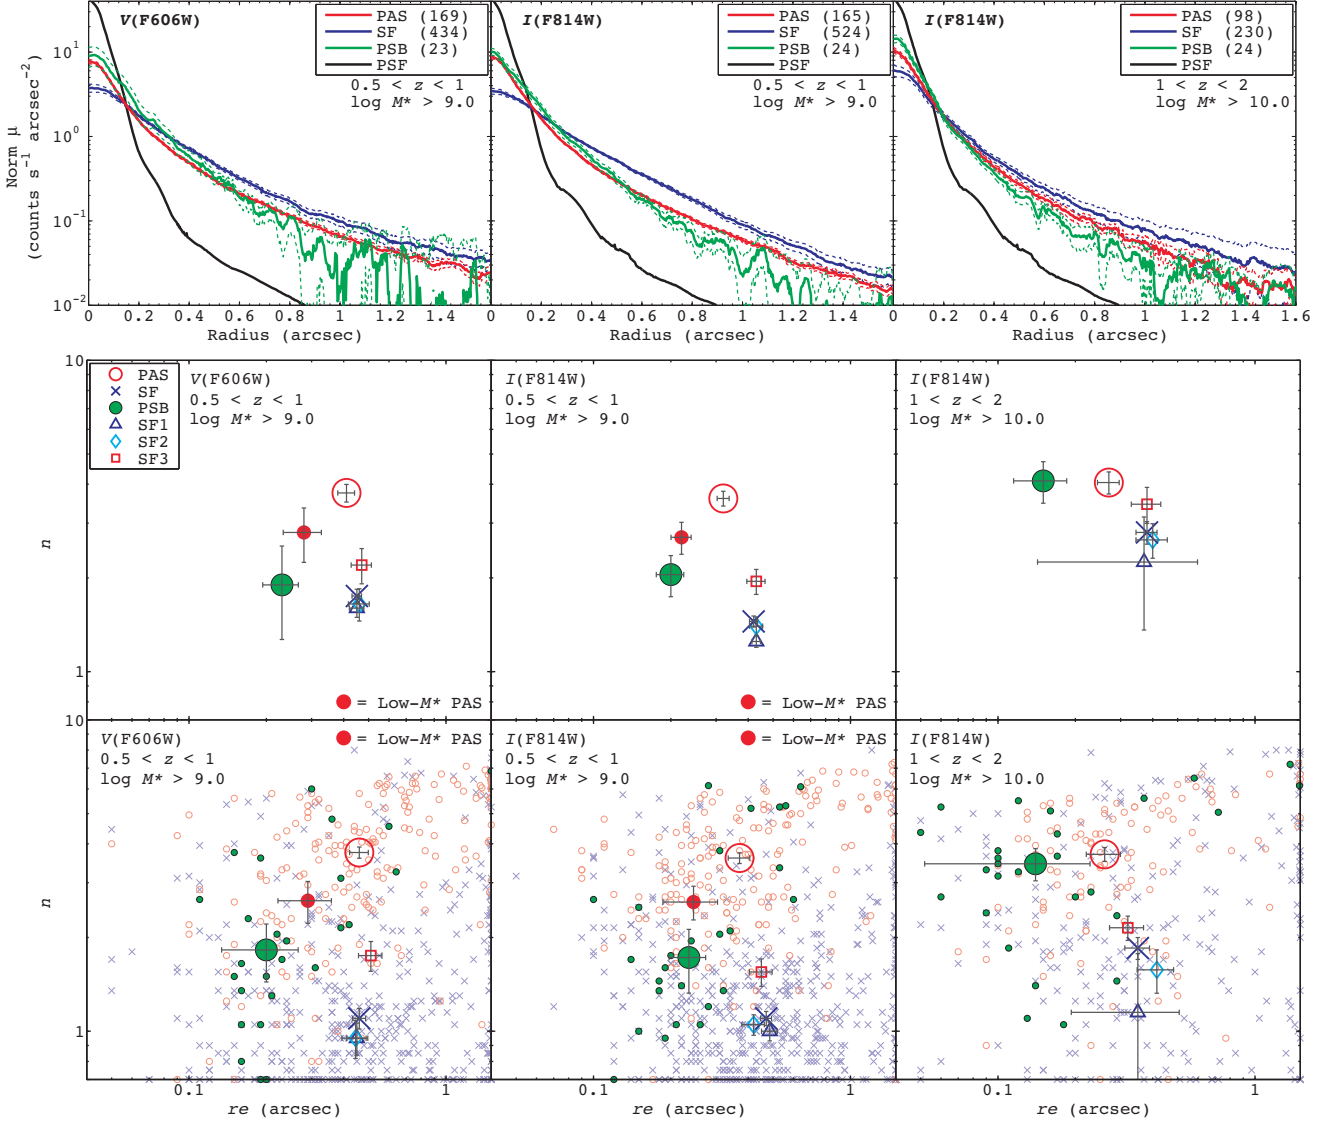 V(F606W)
PAS (169)
SF (434)
PSB (23)
PSF
0.5 < z < 1
log M* > 9.0
I(F814W)
PAS (165)
SF (524)
PSB (24)
PSF
0.5 < z < 1
log M* > 9.0
I(F814W)
PAS (98)
SF (230)
PSB (24)
PSF
1 < z < 2
log M* > 10.0
Norm μ
(counts s⁻¹ arcsec⁻²)
10¹
10⁰
10⁻¹
10⁻²
0 0.2 0.4 0.6 0.8 1 1.2 1.4 0 0.2 0.4 0.6 0.8 1 1.2 1.4 0 0.2 0.4 0.6 0.8 1 1.2 1.4 1.6
Radius (arcsec) Radius (arcsec) Radius (arcsec)
10
PAS
SF
PSB
SF1
SF2
SF3
V(F606W)
0.5 < z < 1
log M* > 9.0
I(F814W)
0.5 < z < 1
log M* > 9.0
I(F814W)
1 < z < 2
log M* > 10.0
n
1
= Low-M* PAS
= Low-M* PAS
10
= Low-M* PAS
= Low-M* PAS
V(F606W)
0.5 < z < 1
log M* > 9.0
I(F814W)
0.5 < z < 1
log M* > 9.0
I(F814W)
1 < z < 2
log M* > 10.0
n
1
0.1 1 0.1 1 0.1 1
re (arcsec) re (arcsec) re (arcsec)